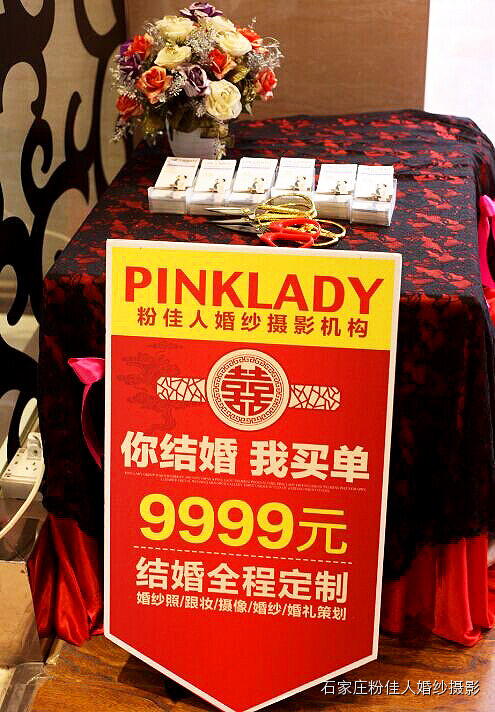 PINKLADY
粉佳人婚纱摄影机构
囍
你结婚 我买单
9999元
结婚全程定制
婚纱照/跟妆/摄像/婚纱/婚礼策划
石家庄粉佳人婚纱摄影